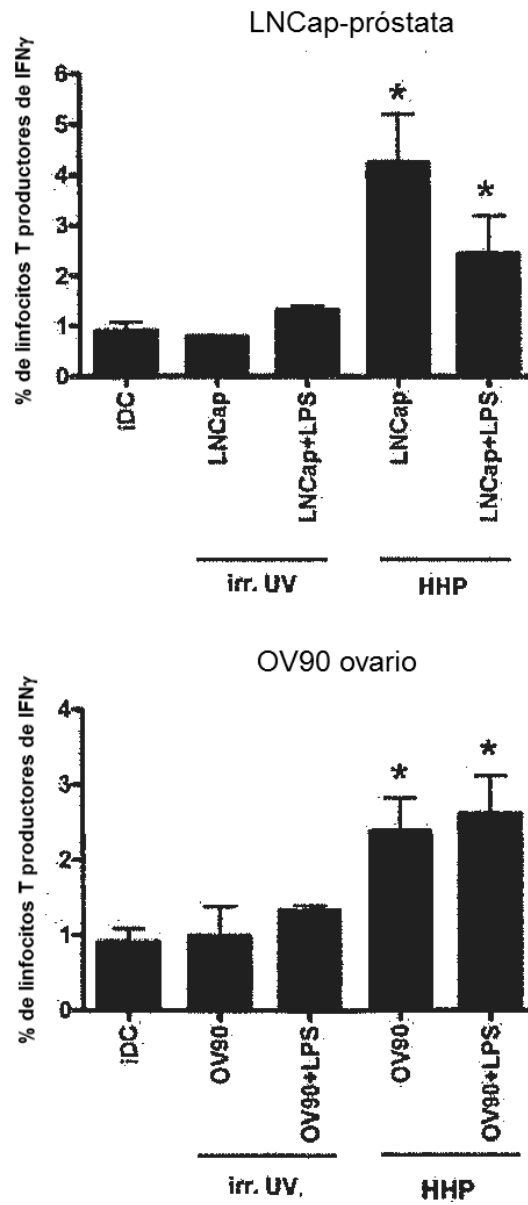 LNCap-próstata
% de linfocitos T productores de IFNγ
6
5
4
3
2
1
0
*
*
iDC
LNCap
LNCap+LPS
LNCap
LNCap+LPS
irr. UV
HHP
OV90 ovario
% de linfocitos T productores de IFNγ
4
3
2
1
0
*
*
iDC
OV90
OV90+LPS
OV90
OV90+LPS
irr. UV.
HHP